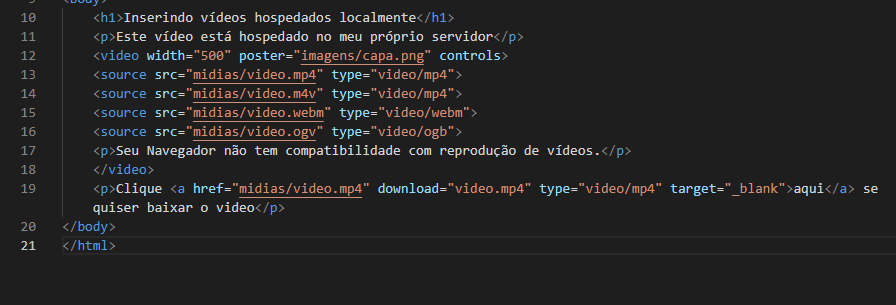 9 <body>
10 <h1>Inserindo vídeos hospedados localmente</h1>
11 <p>Este vídeo está hospedado no meu próprio servidor</p>
12 <video width="500" poster="imagens/capa.png" controls>
13 <source src="midias/video.mp4" type="video/mp4">
14 <source src="midias/video.m4v" type="video/mp4">
15 <source src="midias/video.webm" type="video/webm">
16 <source src="midias/video.ogv" type="video/ogb">
17 <p>Seu Navegador não tem compatibilidade com reprodução de vídeos.</p>
18 </video>
19 <p>Clique <a href="midias/video.mp4" download="video.mp4" type="video/mp4" target="_blank">aqui</a> se
quiser baixar o video</p>
20 </body>
21 </html>